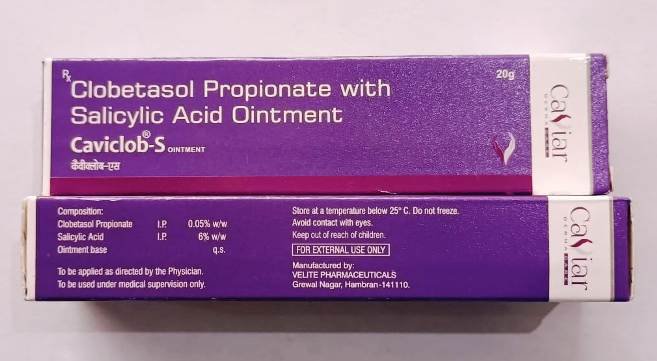 Rx
Clobetasol Propionate with
Salicylic Acid Ointment
20g
Caviclob®-S OINTMENT
कैवीक्लोब-एस
Caviar
Composition:
Clobetasol Propionate I.P. 0.05% w/w
Salicylic Acid I.P. 6% w/w
Ointment base q.s.
To be applied as directed by the Physician.
To be used under medical supervision only.
Store at a temperature below 25° C. Do not freeze.
Avoid contact with eyes.
Keep out of reach of children.
FOR EXTERNAL USE ONLY
Manufactured by:
VELITE PHARMACEUTICALS
Grewal Nagar, Hambran-141110.
Caviar